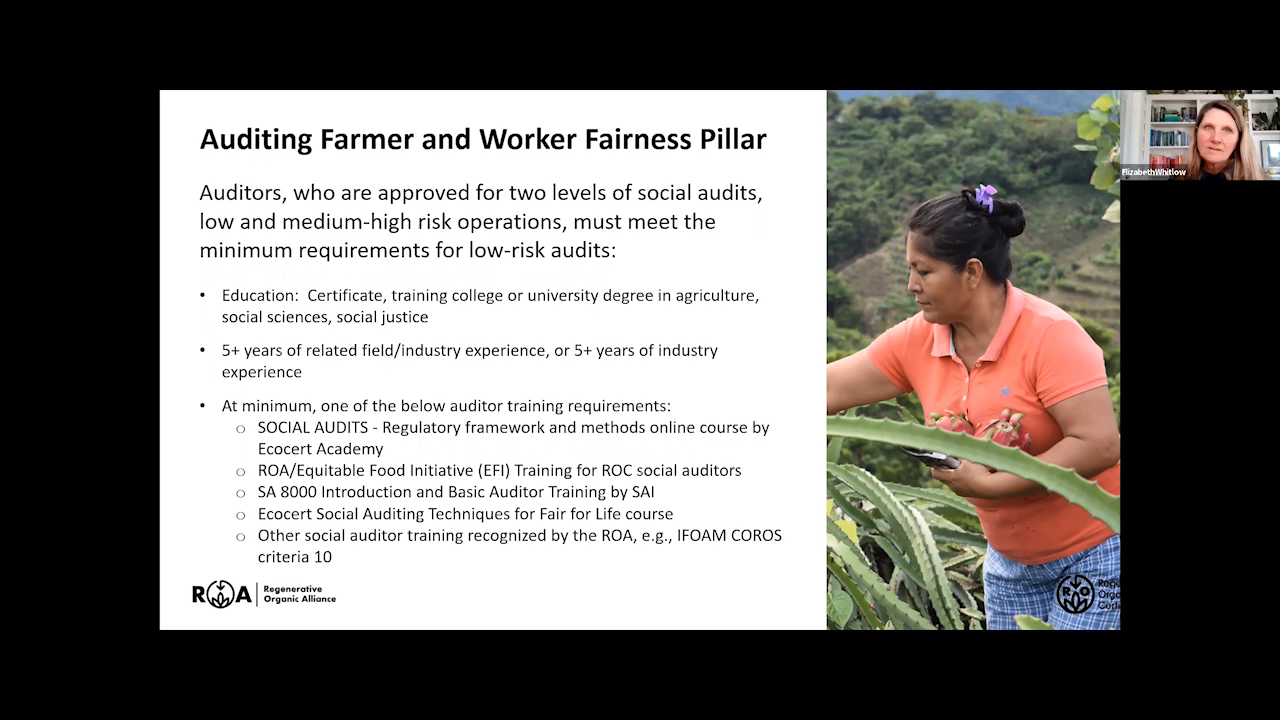 Auditing Farmer and Worker Fairness Pillar
Auditors, who are approved for two levels of social audits,
low and medium-high risk operations, must meet the
minimum requirements for low-risk audits:
• Education:  Certificate, training college or university degree in agriculture,
social sciences, social justice
• 5+ years of related field/industry experience, or 5+ years of industry
experience
• At minimum, one of the below auditor training requirements:
○ SOCIAL AUDITS - Regulatory framework and methods online course by
Ecocert Academy
○ ROA/Equitable Food Initiative (EFI) Training for ROC social auditors
○ SA 8000 Introduction and Basic Auditor Training by SAI
○ Ecocert Social Auditing Techniques for Fair for Life course
○ Other social auditor training recognized by the ROA, e.g., IFOAM COROS
criteria 10
ROA
Regenerative
Organic Alliance
ElizabethWhitlow
R O